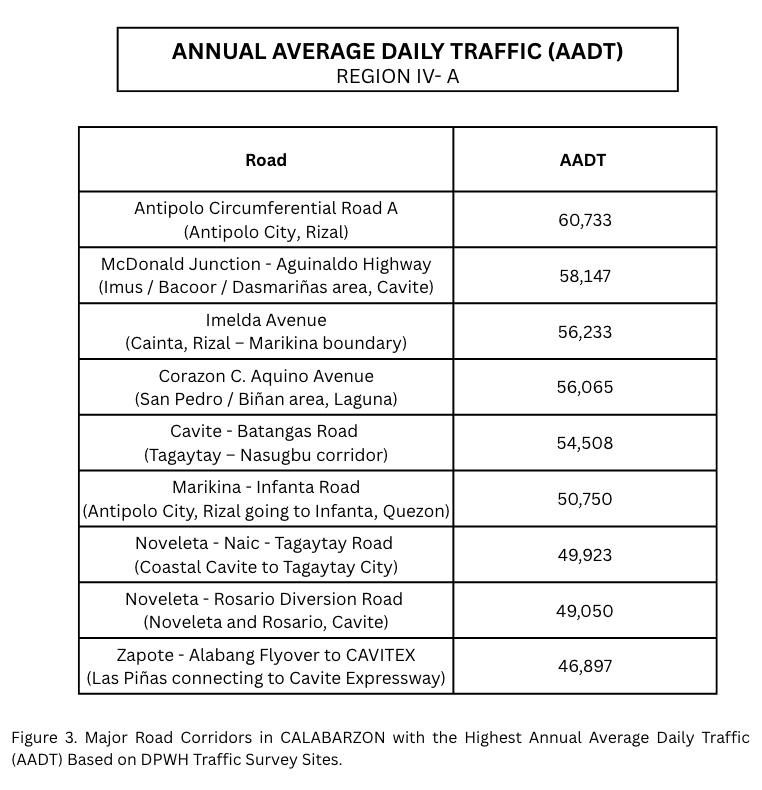 ANNUAL AVERAGE DAILY TRAFFIC (AADT)
REGION IV- A
Road
AADT
Antipolo Circumferential Road A
(Antipolo City, Rizal)
60,733
McDonald Junction - Aguinaldo Highway
(Imus / Bacoor / Dasmariñas area, Cavite)
58,147
Imelda Avenue
(Cainta, Rizal – Marikina boundary)
56,233
Corazon C. Aquino Avenue
(San Pedro / Biñan area, Laguna)
56,065
Cavite - Batangas Road
(Tagaytay – Nasugbu corridor)
54,508
Marikina - Infanta Road
(Antipolo City, Rizal going to Infanta, Quezon)
50,750
Noveleta - Naic - Tagaytay Road
(Coastal Cavite to Tagaytay City)
49,923
Noveleta - Rosario Diversion Road
(Noveleta and Rosario, Cavite)
49,050
Zapote - Alabang Flyover to CAVITEX
(Las Piñas connecting to Cavite Expressway)
46,897
Figure 3. Major Road Corridors in CALABARZON with the Highest Annual Average Daily Traffic
(AADT) Based on DPWH Traffic Survey Sites.